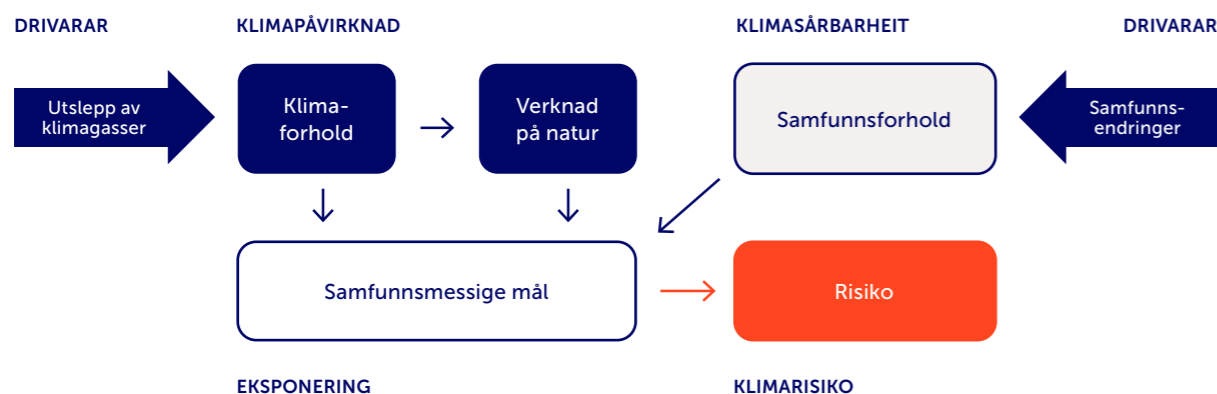 DRIVARAR
KLIMAPÅVIRKNAD
KLIMASÅRBARHEIT
DRIVARAR
Utslepp av
klimagasser
Klima-
forhold
Verknad
på natur
Samfunnsforhold
Samfunns-
endringer
Samfunnsmessige mål
Risiko
EKSPONERING
KLIMARISIKO